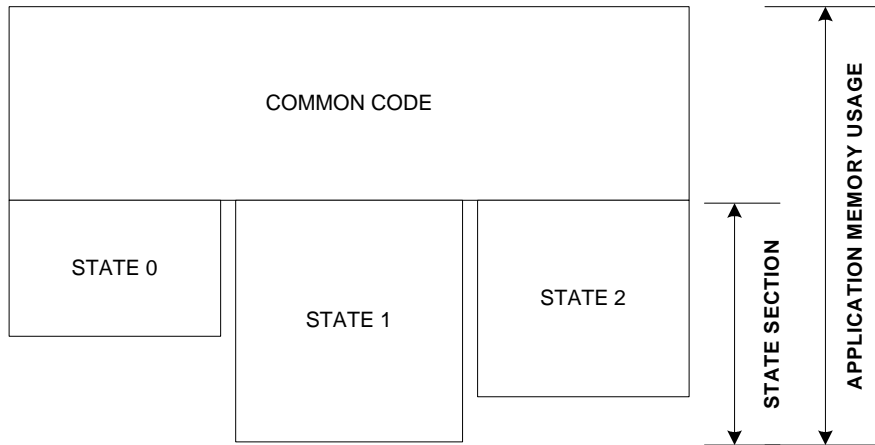 COMMON CODE
STATE 0
STATE 1
STATE 2
STATE SECTION
APPLICATION MEMORY USAGE